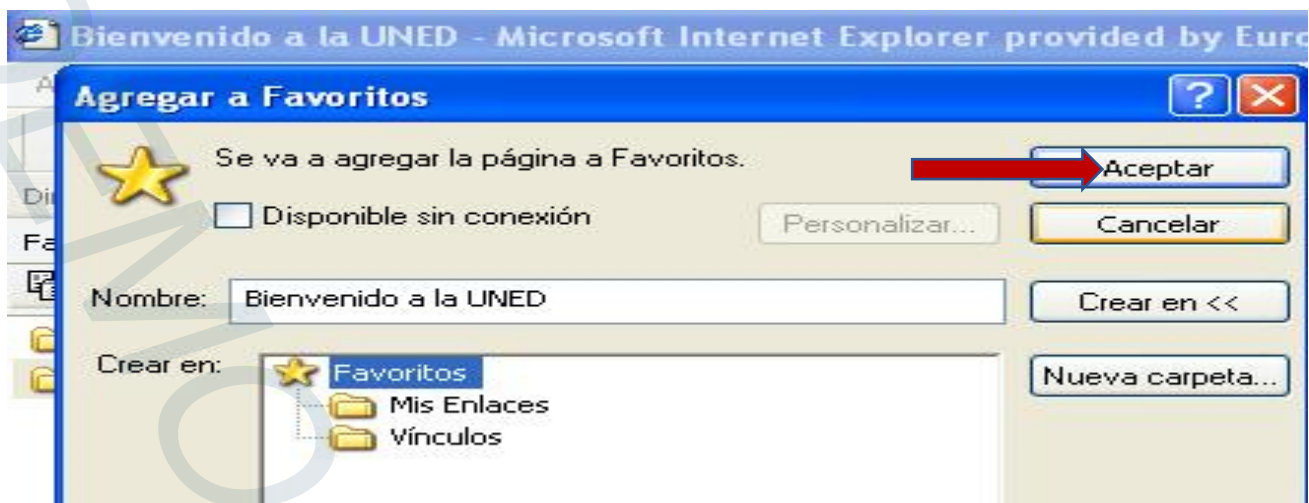 Bienvenido a la UNED - Microsoft Internet Explorer provided by Euro
Agregar a Favoritos
Se va a agregar la página a Favoritos.
Aceptar
Disponible sin conexión
Personalizar...
Cancelar
Nombre:
Bienvenido a la UNED
Crear en <<
Crear en:
Favoritos
Mis Enlaces
Vínculos
Nueva carpeta...
DEMO